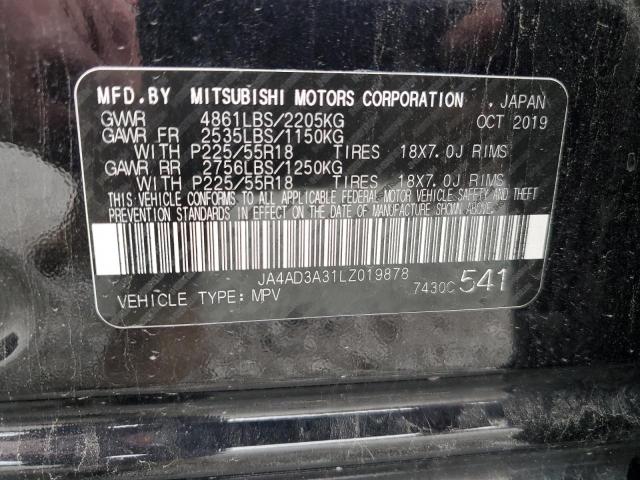 MFD.BY MITSUBISHI MOTORS CORPORATION , JAPAN
GVWR 4861LBS/2205KG OCT 2019
GAWR FR 2535LBS/1150KG
WITH P225/55R18 TIRES 18X7.0J RIMS
GAWR RR 2756LBS/1250KG
WITH P225/55R18 TIRES 18X7.0J RIMS
THIS VEHICLE CONFORMS TO ALL APPLICABLE FEDERAL MOTOR VEHICLE SAFETY AND THEFT
PREVENTION STANDARDS IN EFFECT ON THE DATE OF MANUFACTURE SHOWN ABOVE.
JA4AD3A31LZ019878
VEHICLE TYPE: MPV 7430C 541